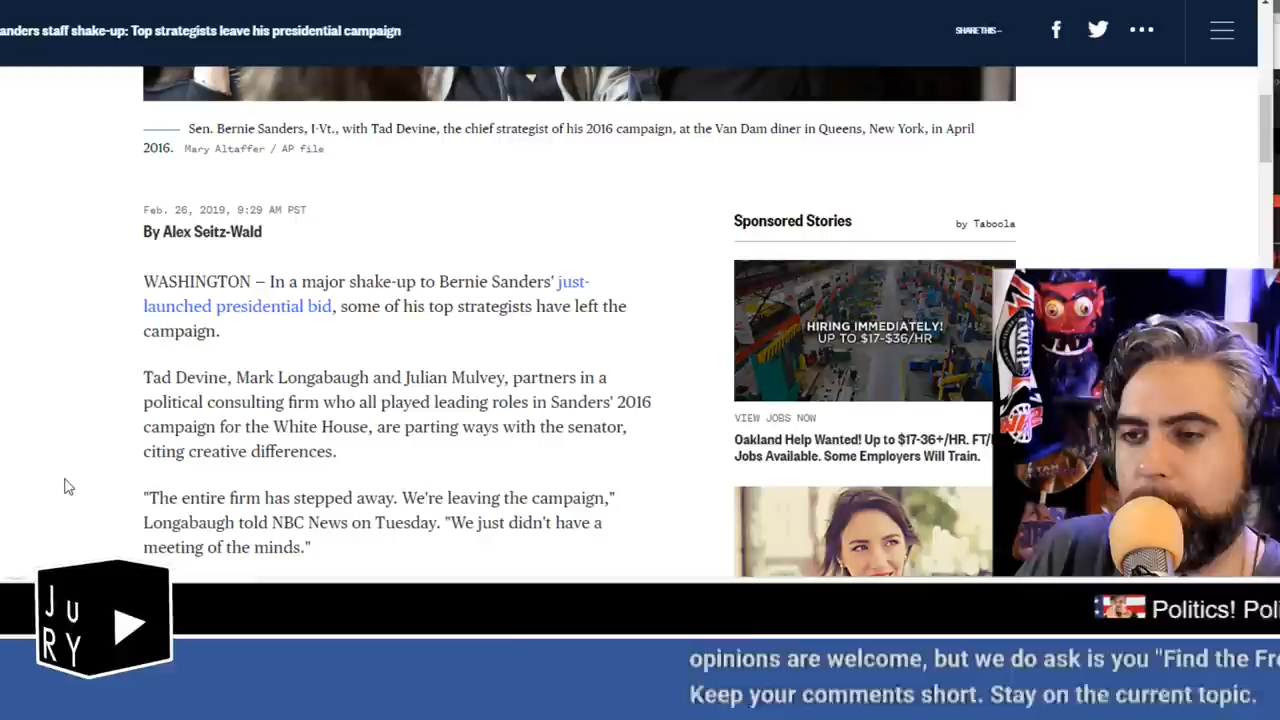 anders staff shake-up: Top strategists leave his presidential campaign
SHARE THIS —
Sen. Bernie Sanders, I-Vt., with Tad Devine, the chief strategist of his 2016 campaign, at the Van Dam diner in Queens, New York, in April
2016. Mary Altaffer / AP file
Feb. 26, 2019, 9:29 AM PST
By Alex Seitz-Wald
WASHINGTON — In a major shake-up to Bernie Sanders' just-
launched presidential bid, some of his top strategists have left the
campaign.
Tad Devine, Mark Longabaugh and Julian Mulvey, partners in a
political consulting firm who all played leading roles in Sanders' 2016
campaign for the White House, are parting ways with the senator,
citing creative differences.
"The entire firm has stepped away. We're leaving the campaign,"
Longabaugh told NBC News on Tuesday. "We just didn't have a
meeting of the minds."
Sponsored Stories
by Taboola
HIRING IMMEDIATELY!
UP TO $17-$36/HR
VIEW JOBS NOW
Oakland Help Wanted! Up to $17-36+/HR. FT/
Jobs Available. Some Employers Will Train.
JU
RY
Politics! Pol
opinions are welcome, but we do ask is you "Find the Fr
Keep your comments short. Stay on the current topic.